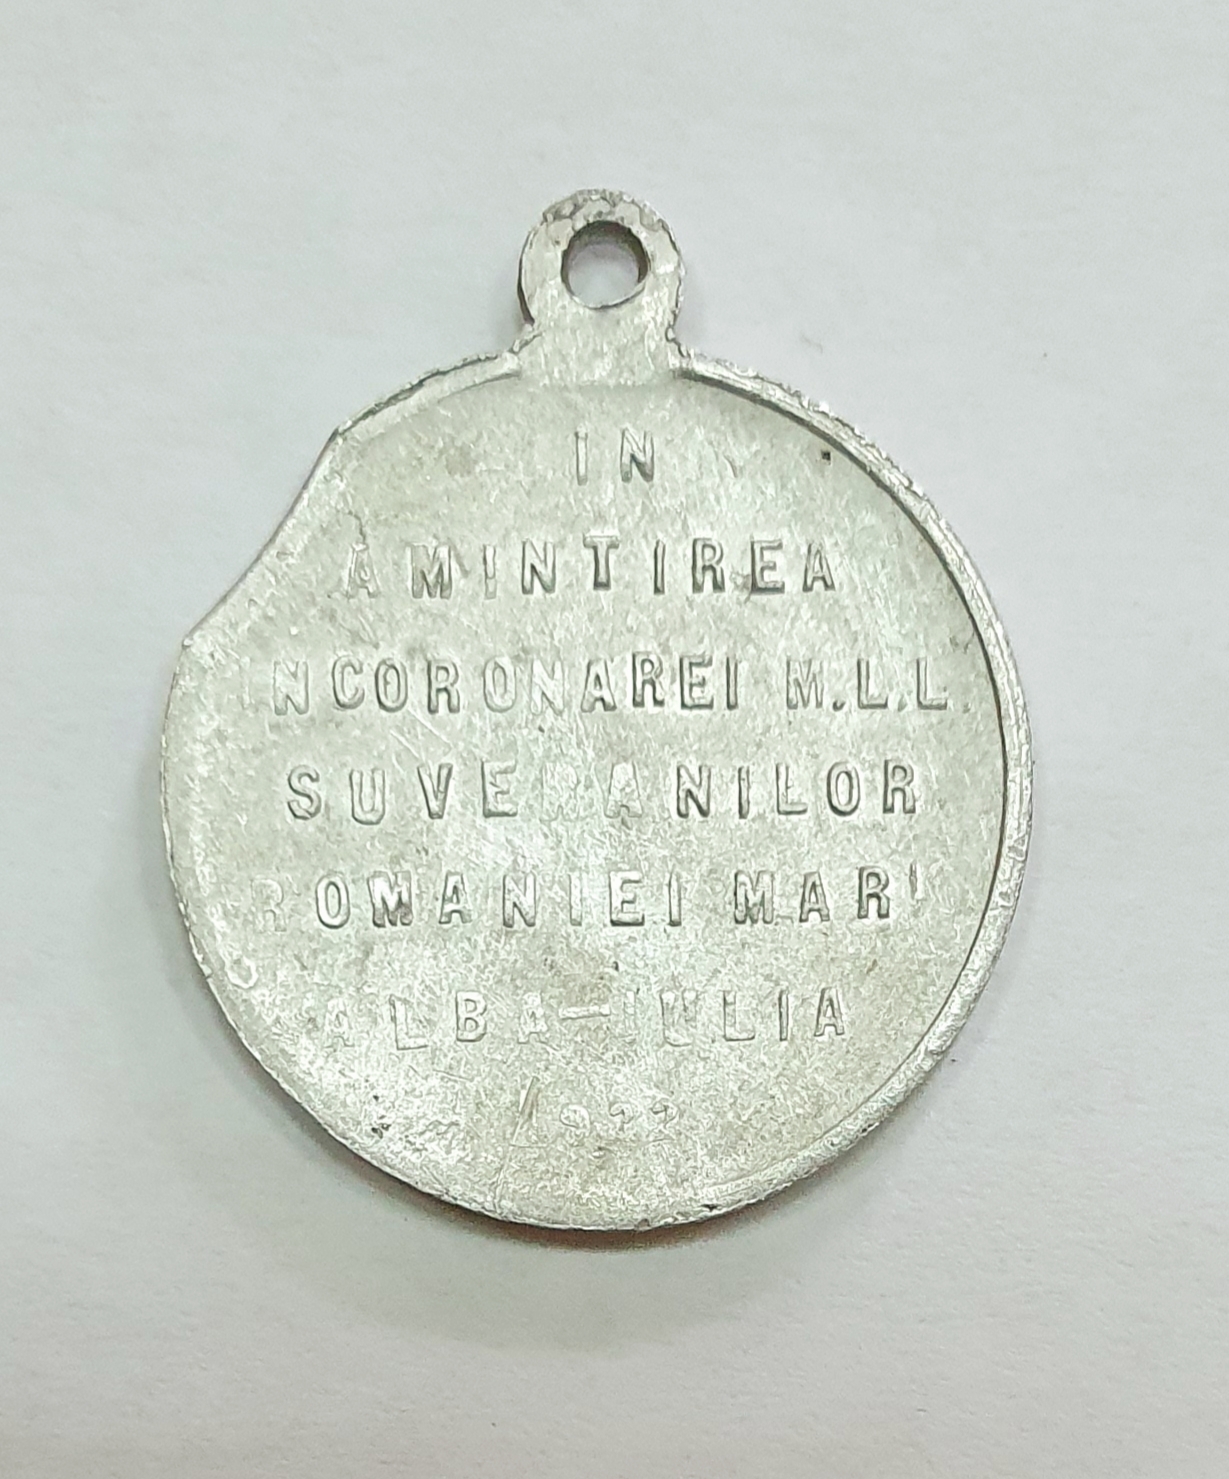 IN
AMINTIREA
INCORONAREI M.L.L.
SUVERANILOR
ROMANIEI MARI
ALBA-IULIA
1922